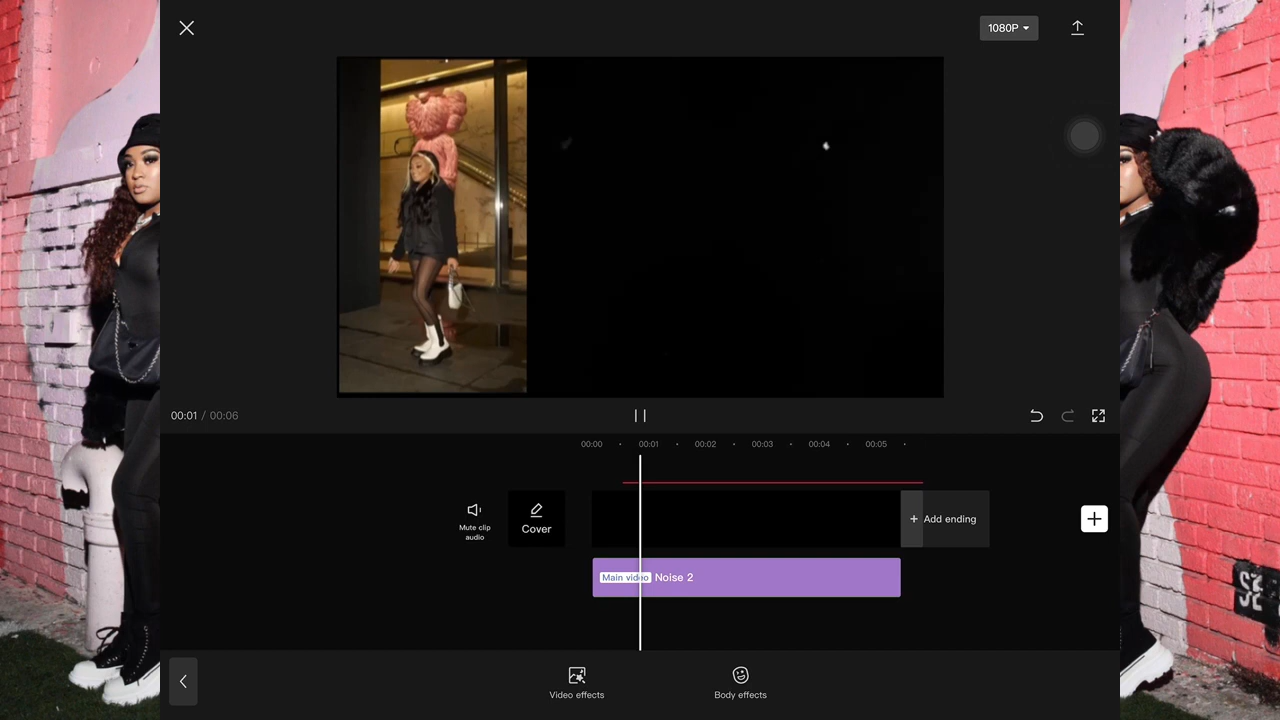 1080P
00:01 / 00:06
00:00
00:01
00:02
00:03
00:04
00:05
Mute clip
audio
Cover
+ Add ending
Main video Noise 2
Video effects
Body effects